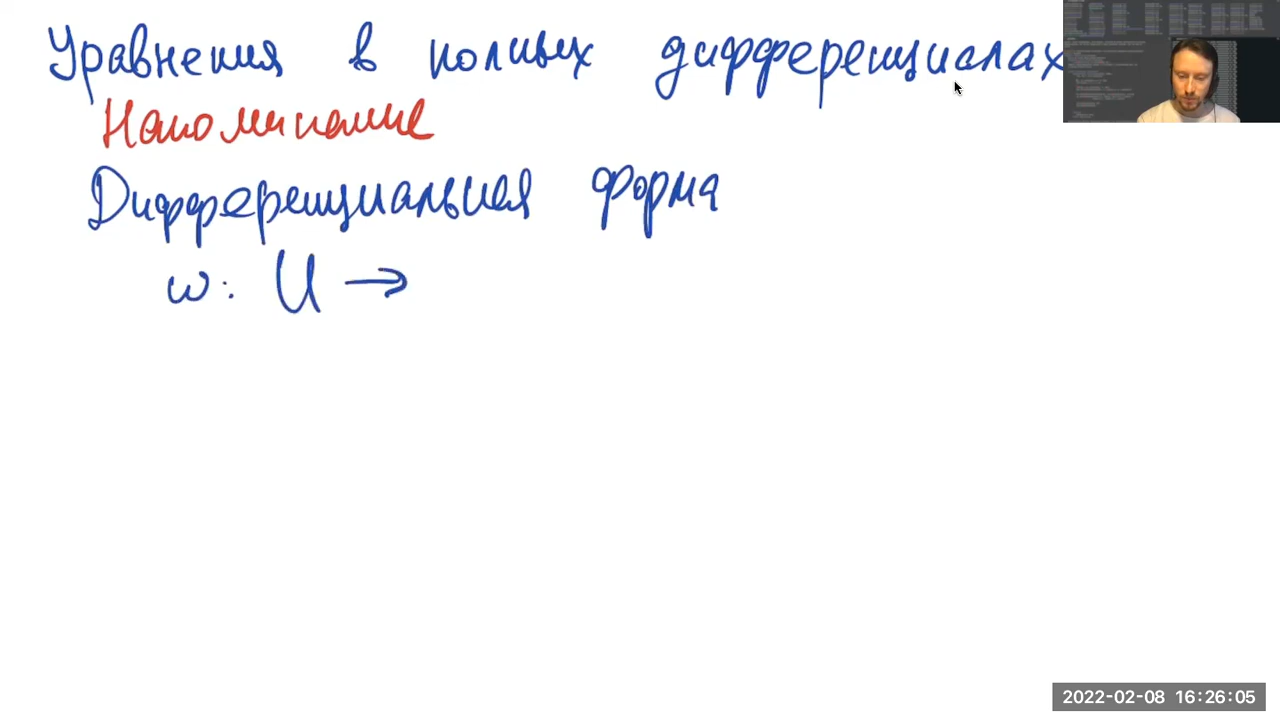 Уравнения в полных дифференциалах
Напоминание
Дифференциальная форма
ω: U →
2022-02-08 16:26:05